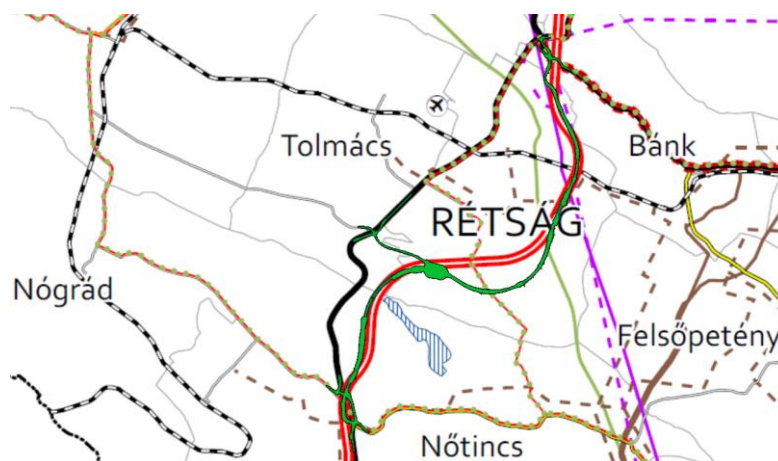 Tolmács
Bánk
RÉTSÁG
Nógrád
Felsőpetény
Nőtincs